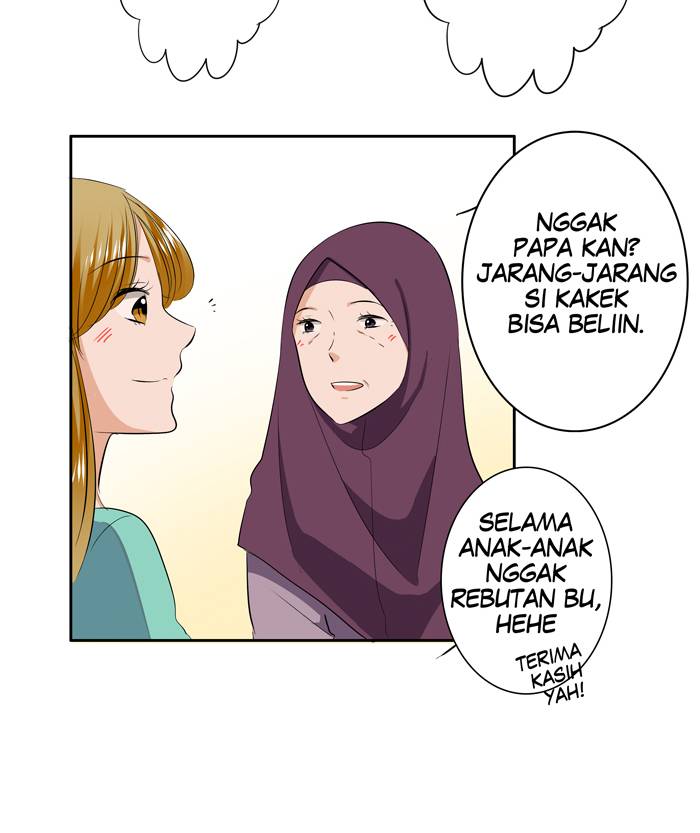 NGGAK
PAPA KAN?
JARANG-JARANG
SI KAKEK
BISA BELIIN.
SELAMA
ANAK-ANAK
NGGAK
REBUTAN BU,
HEHE
TERIMA
KASIH
YAH!